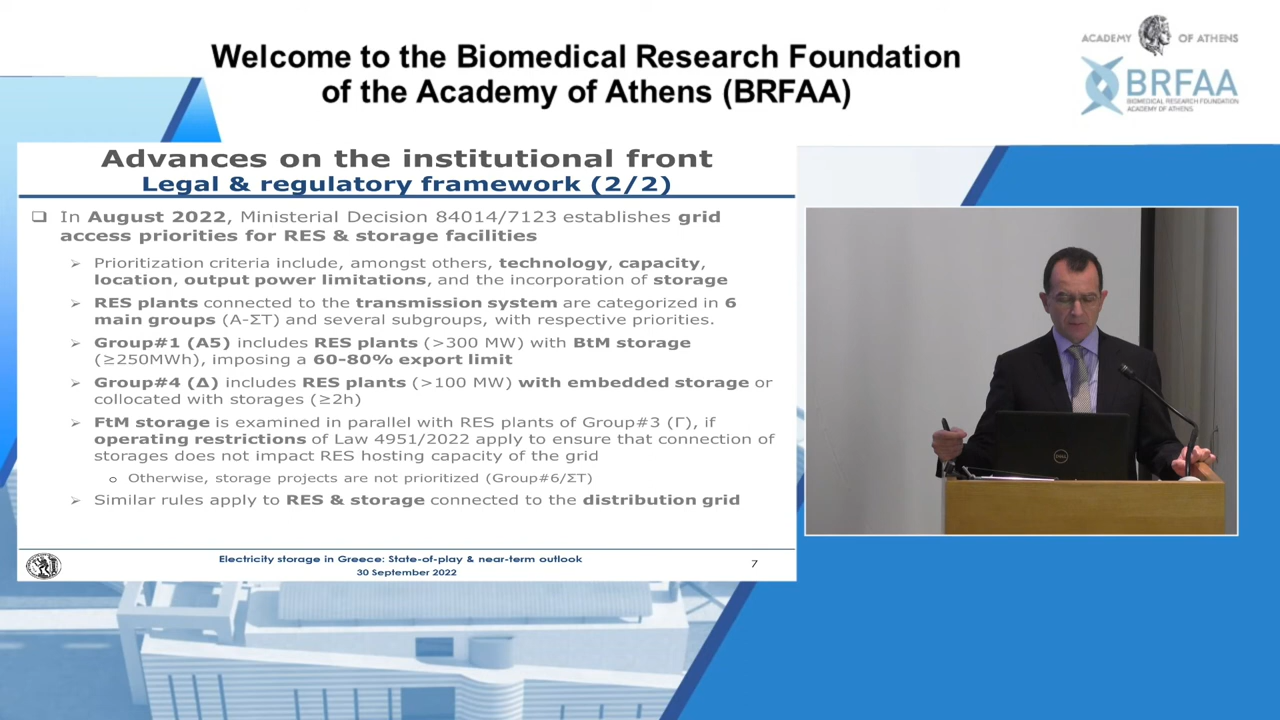 Welcome to the Biomedical Research Foundation
of the Academy of Athens (BRFAA)
ACADEMY OF ATHENS
BRFAA
BIOMEDICAL RESEARCH FOUNDATION
ACADEMY OF ATHENS
Advances on the institutional front
Legal & regulatory framework (2/2)
❑ In August 2022, Ministerial Decision 84014/7123 establishes grid
access priorities for RES & storage facilities
➢ Prioritization criteria include, amongst others, technology, capacity,
location, output power limitations, and the incorporation of storage
➢ RES plants connected to the transmission system are categorized in 6
main groups (Α-ΣΤ) and several subgroups, with respective priorities.
➢ Group#1 (A5) includes RES plants (>300 MW) with BtM storage
(≥250MWh), imposing a 60-80% export limit
➢ Group#4 (Δ) includes RES plants (>100 MW) with embedded storage or
collocated with storages (≥2h)
➢ FtM storage is examined in parallel with RES plants of Group#3 (Γ), if
operating restrictions of Law 4951/2022 apply to ensure that connection of
storages does not impact RES hosting capacity of the grid
o Otherwise, storage projects are not prioritized (Group#6/ΣΤ)
➢ Similar rules apply to RES & storage connected to the distribution grid
Electricity storage in Greece: State-of-play & near-term outlook
30 September 2022
7
DELL